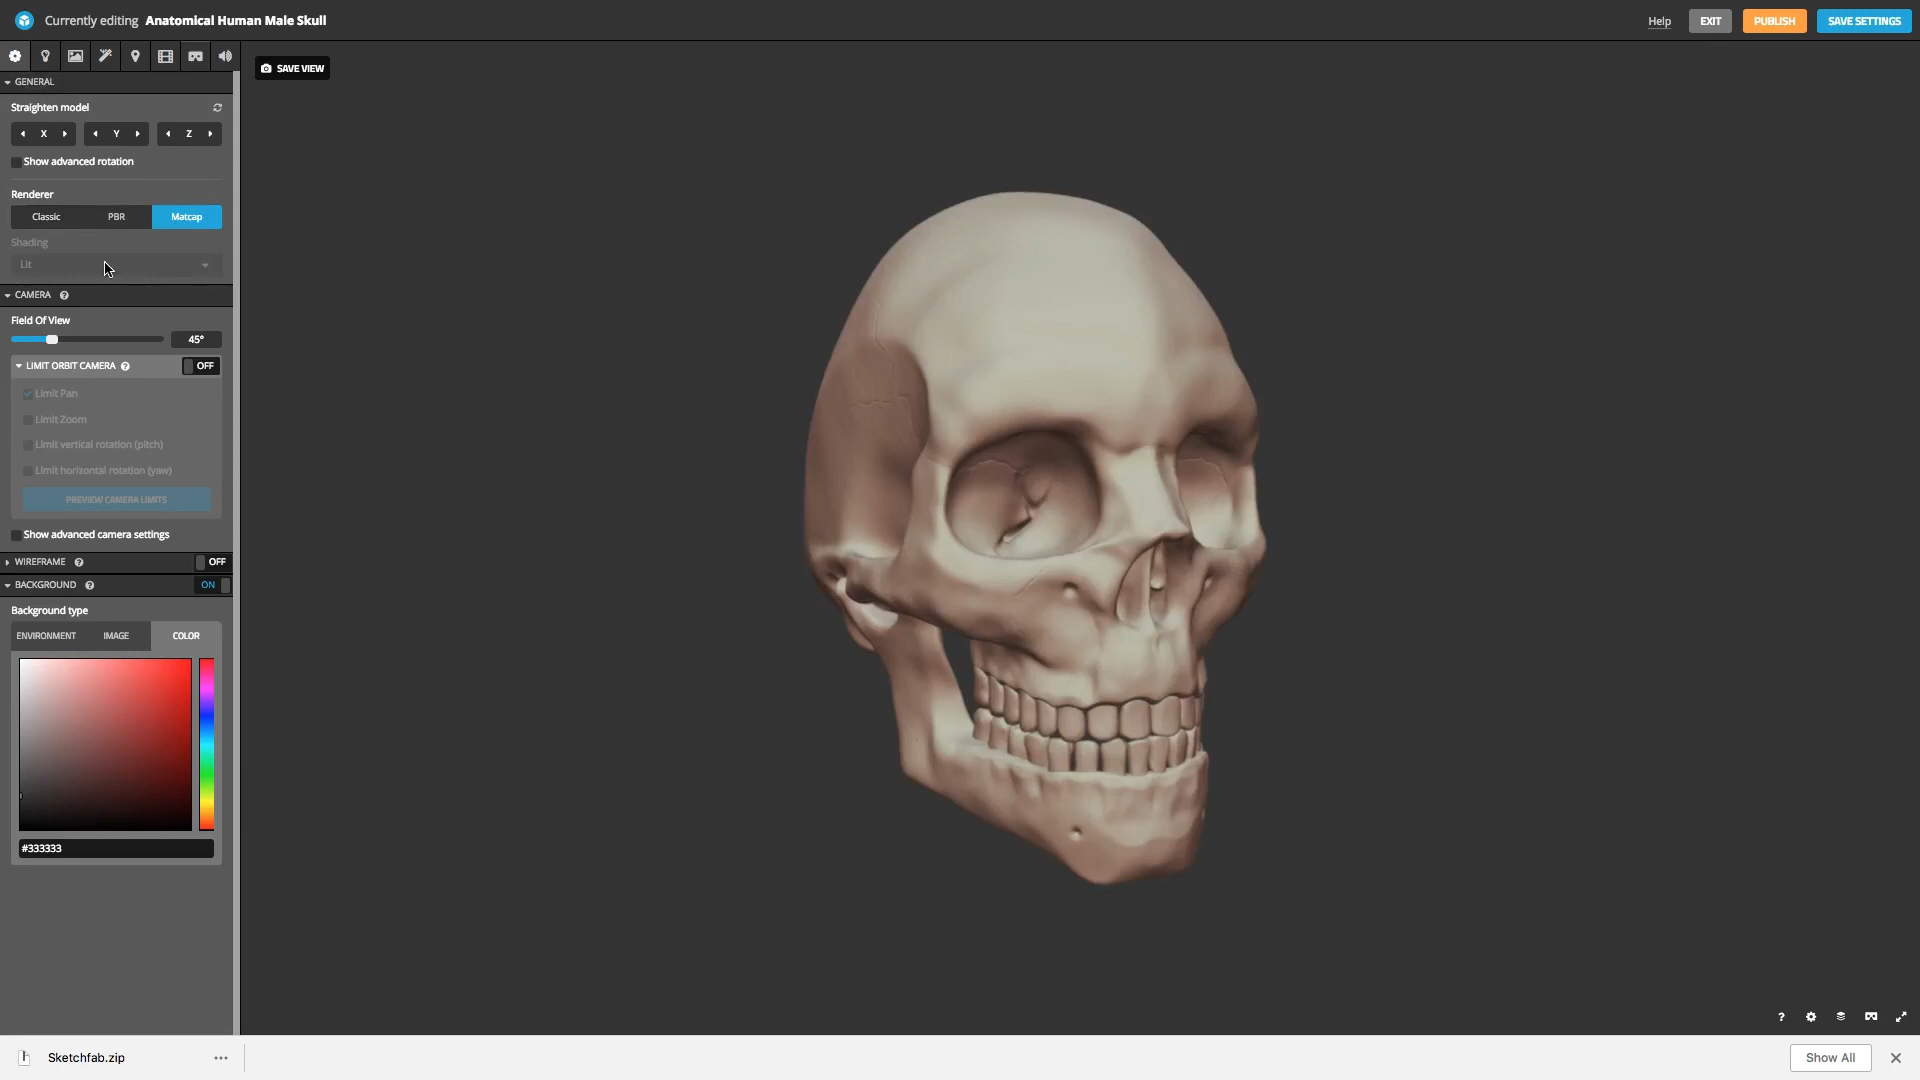 Currently editing Anatomical Human Male Skull
Help
EXIT
PUBLISH
SAVE SETTINGS
SAVE VIEW
GENERAL
Straighten model
X Y Z
Show advanced rotation
Renderer
Classic PBR Matcap
Shading
Lit
CAMERA ?
Field Of View
45°
LIMIT ORBIT CAMERA ? OFF
Limit Pan
Limit Zoom
Limit vertical rotation (pitch)
Limit horizontal rotation (yaw)
PREVIEW CAMERA LIMITS
Show advanced camera settings
WIREFRAME ? OFF
BACKGROUND ? ON
Background type
ENVIRONMENT IMAGE COLOR
#333333
?
Sketchfab.zip
Show All